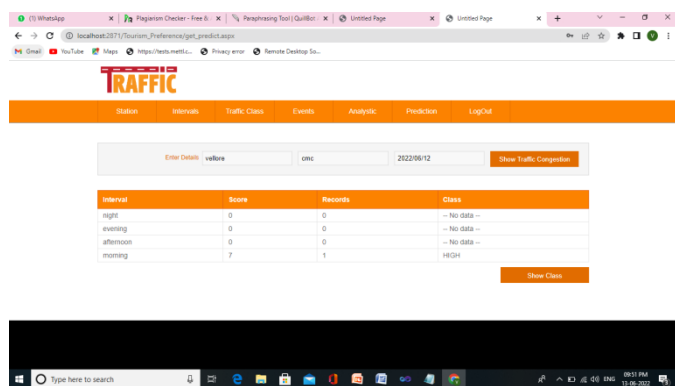 (1) WhatsApp
Plagiarism Checker - Free &
Paraphrasing Tool | QuillBot
Untitled Page
Untitled Page
localhost:2871/Tourism_Preference/get_predict.aspx
Gmail YouTube Maps https://tests.mettl.c... Privacy error Remote Desktop So...
TRAFFIC
Station Intervals Traffic Class Events Analystic Prediction LogOut
Enter Details vellore cmc 2022/06/12 Show Traffic Congestion
Interval Score Records Class
night 0 0 -- No data --
evening 0 0 -- No data --
afternoon 0 0 -- No data --
morning 7 1 HIGH
Show Class
Type here to search
ENG
09:51 PM
13-06-2022